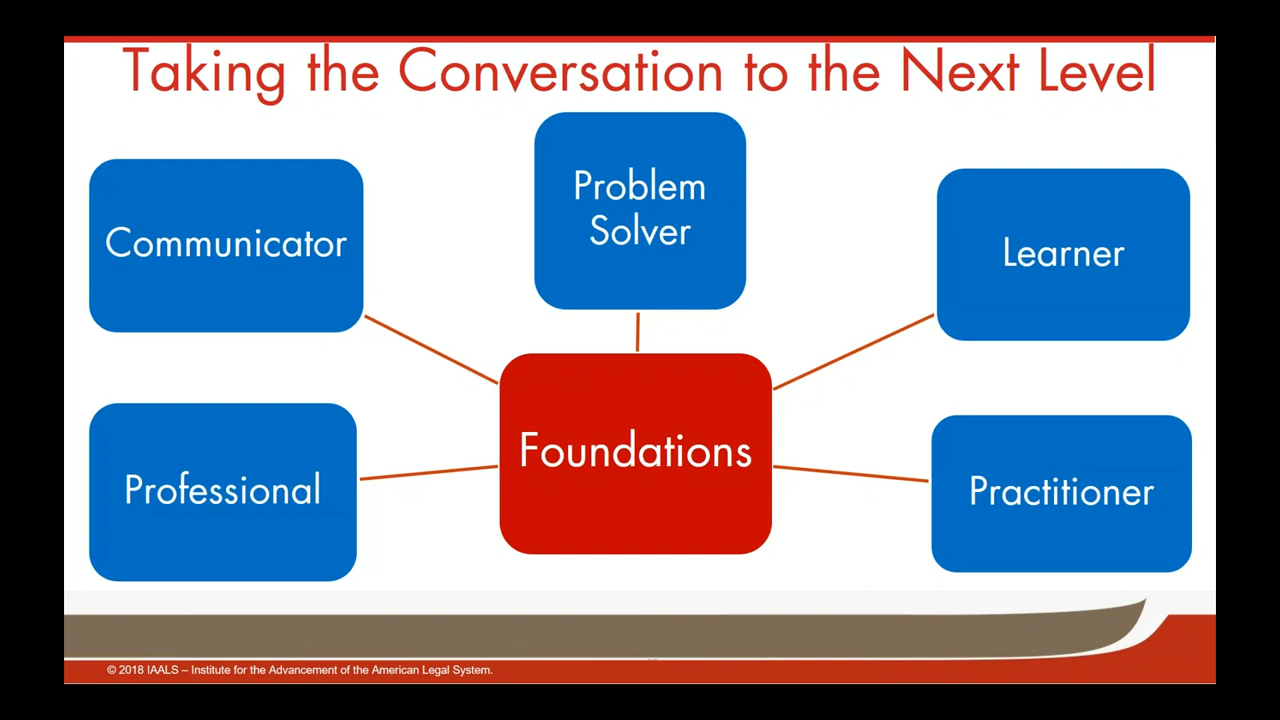 Taking the Conversation to the Next Level
Problem
Solver
Communicator
Learner
Foundations
Professional
Practitioner
© 2018 IAALS – Institute for the Advancement of the American Legal System.